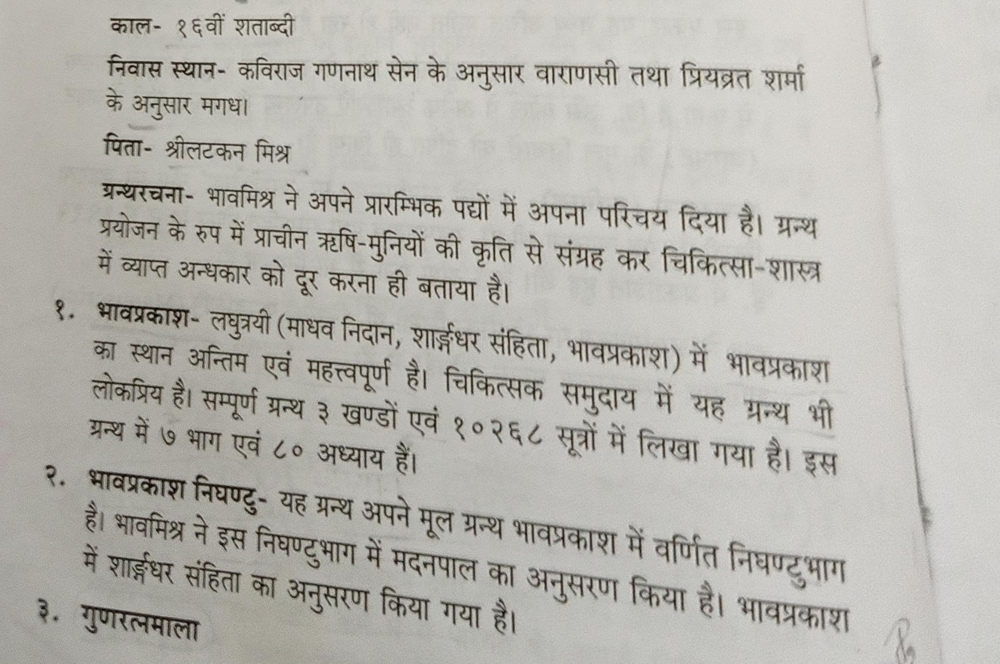 काल- १६वीं शताब्दी
निवास स्थान- कविराज गणनाथ सेन के अनुसार वाराणसी तथा प्रियव्रत शर्मा
के अनुसार मगध।
पिता- श्रीलटकन मिश्र
ग्रन्थरचना- भावमिश्र ने अपने प्रारम्भिक पद्यों में अपना परिचय दिया है। ग्रन्थ
प्रयोजन के रुप में प्राचीन ऋषि-मुनियों की कृति से संग्रह कर चिकित्सा-शास्त्र
में व्याप्त अन्धकार को दूर करना ही बताया है।
१. भावप्रकाश- लघुत्रयी (माधव निदान, शार्ङ्गधर संहिता, भावप्रकाश) में भावप्रकाश
का स्थान अन्तिम एवं महत्त्वपूर्ण है। चिकित्सक समुदाय में यह ग्रन्थ भी
लोकप्रिय है। सम्पूर्ण ग्रन्थ ३ खण्डों एवं १०२६८ सूत्रों में लिखा गया है। इस
ग्रन्थ में ७ भाग एवं ८० अध्याय हैं।
२. भावप्रकाश निघण्टु- यह ग्रन्थ अपने मूल ग्रन्थ भावप्रकाश में वर्णित निघण्टुभाग
है। भावमिश्र ने इस निघण्टुभाग में मदनपाल का अनुसरण किया है। भावप्रकाश
में शार्ङ्गधर संहिता का अनुसरण किया गया है।
३. गुणरत्नमाला